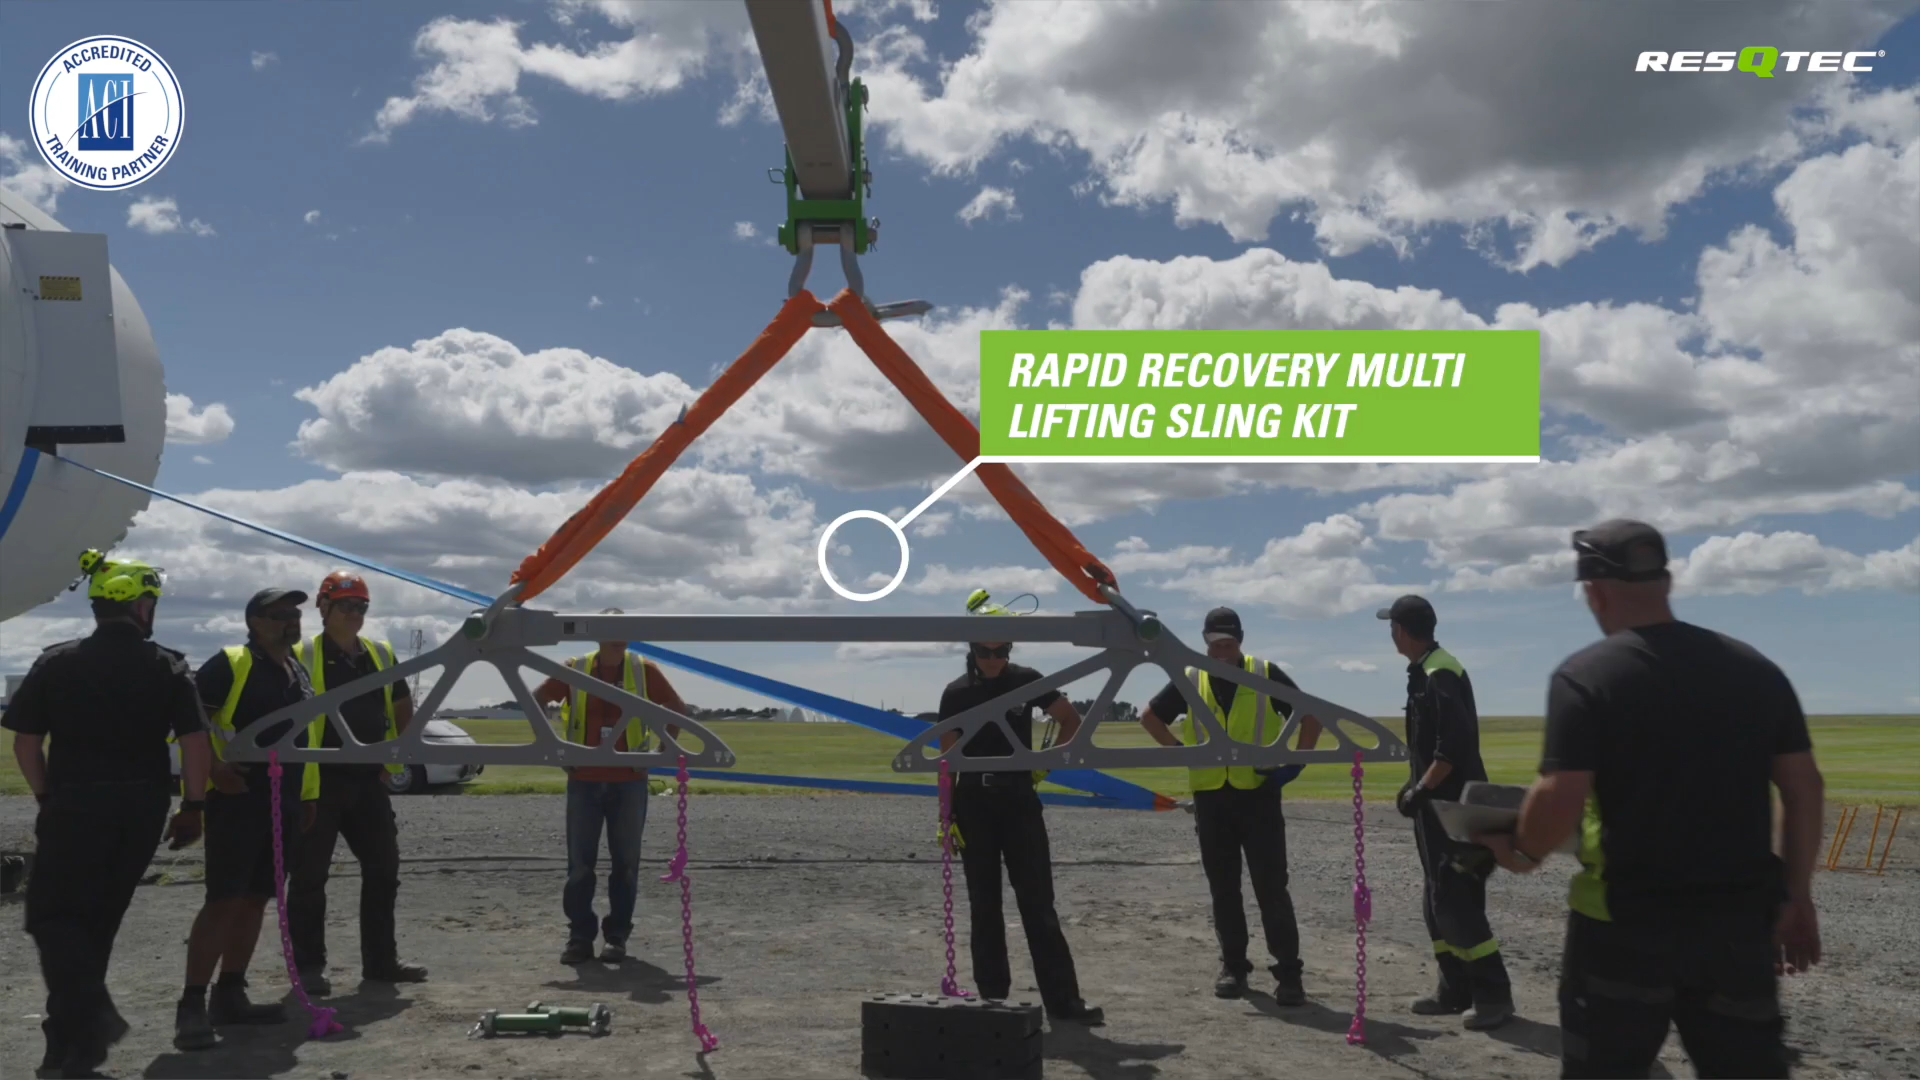 ACCREDITED
ACI
TRAINING PARTNER
RESQTEC®
RAPID RECOVERY MULTI
LIFTING SLING KIT